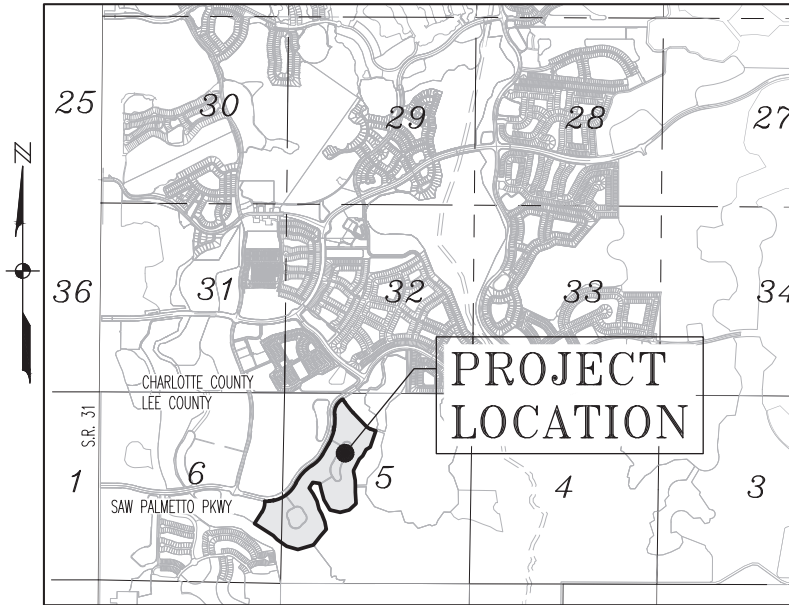 25
30
29
28
27
N
36
31
32
33
34
PROJECT
LOCATION
CHARLOTTE COUNTY
LEE COUNTY
S.R. 31
1
6
5
4
3
SAW PALMETTO PKWY